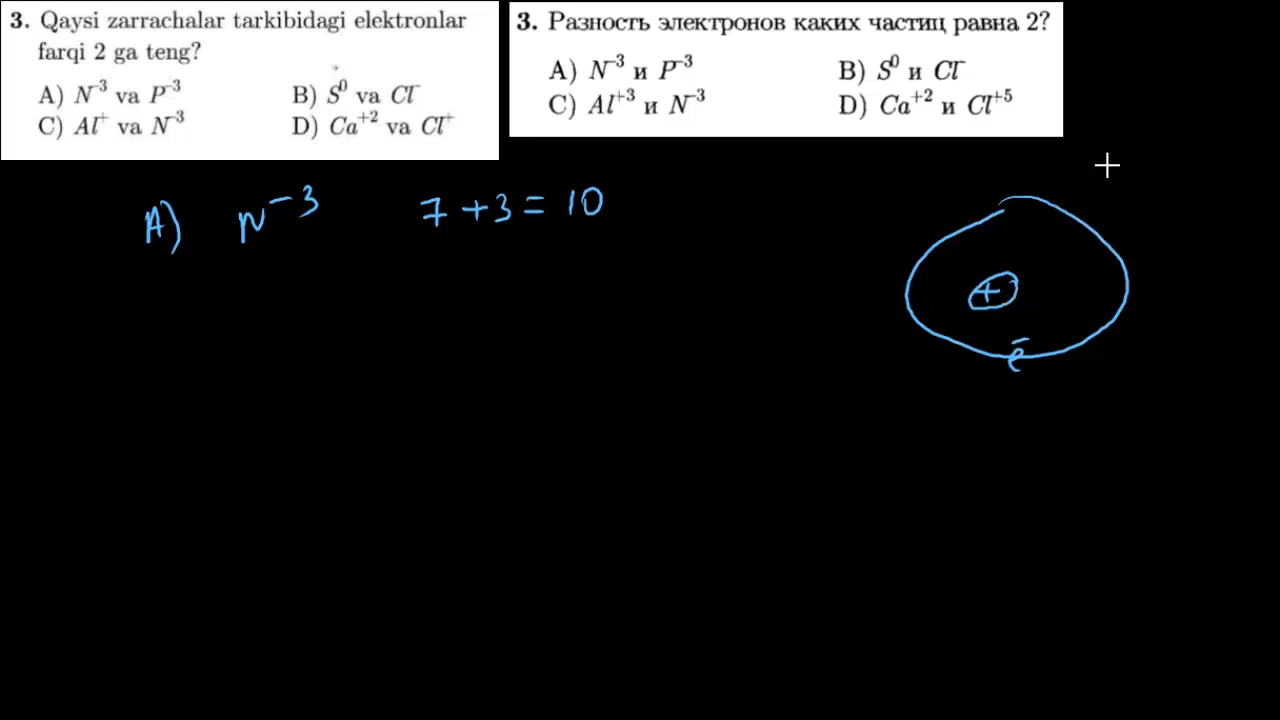 3. Qaysi zarrachalar tarkibidagi elektronlar
farqi 2 ga teng?
A) N⁻³ va P⁻³ B) S⁰ va Cl⁻
C) Al⁺ va N⁻³ D) Ca⁺² va Cl⁺
3. Разность электронов каких частиц равна 2?
A) N⁻³ и P⁻³ B) S⁰ и Cl⁻
C) Al⁺³ и N⁻³ D) Ca⁺² и Cl⁺⁵
A) N⁻³ 7 + 3 = 10
+
ē